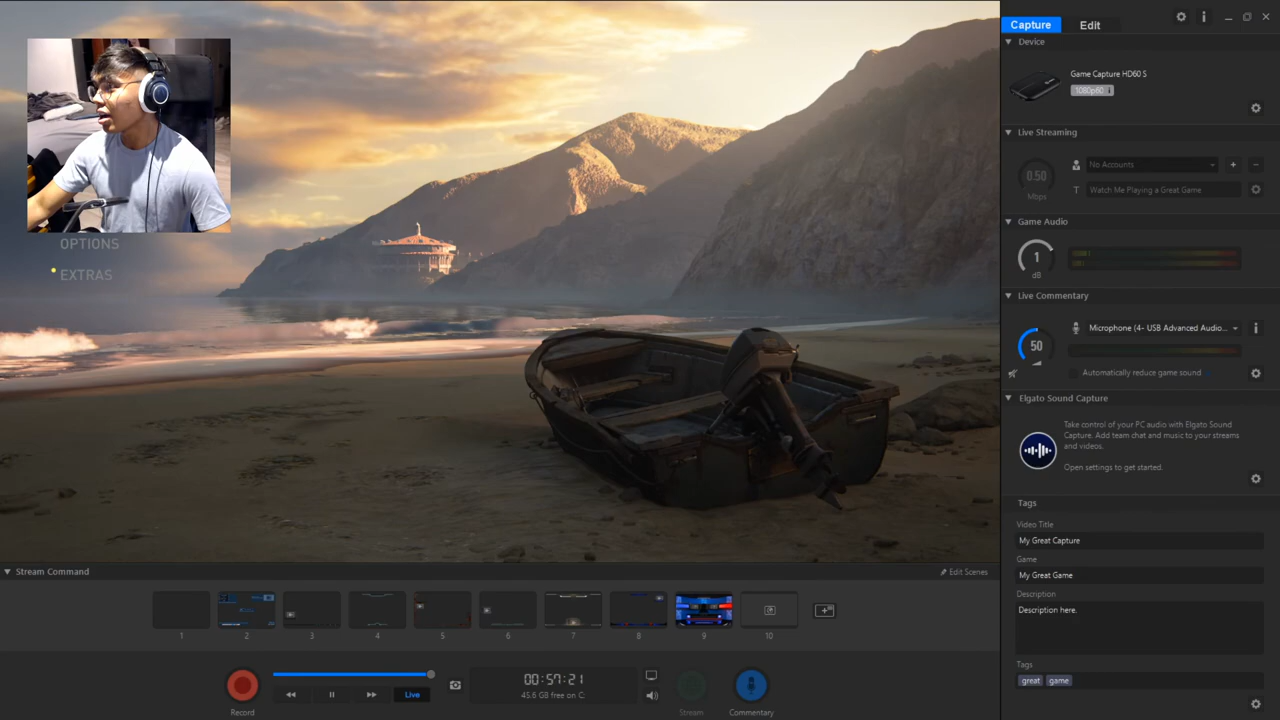 Capture
Edit
Device
Game Capture HD60 S
1080p60
Live Streaming
0.50
Mbps
No Accounts
T Watch Me Playing a Great Game
Game Audio
1
dB
Live Commentary
50
Microphone (4- USB Advanced Audio...
Automatically reduce game sound
Elgato Sound Capture
Take control of your PC audio with Elgato Sound
Capture. Add team chat and music to your streams
and videos.
Open settings to get started.
Tags
Video Title
My Great Capture
Game
My Great Game
Description
Description here.
Tags
great game
OPTIONS
EXTRAS
Stream Command
Edit Scenes
1 2 3 4 5 6 7 8 9 10
Record
Live
00:57:21
45.6 GB free on C:
Stream
Commentary